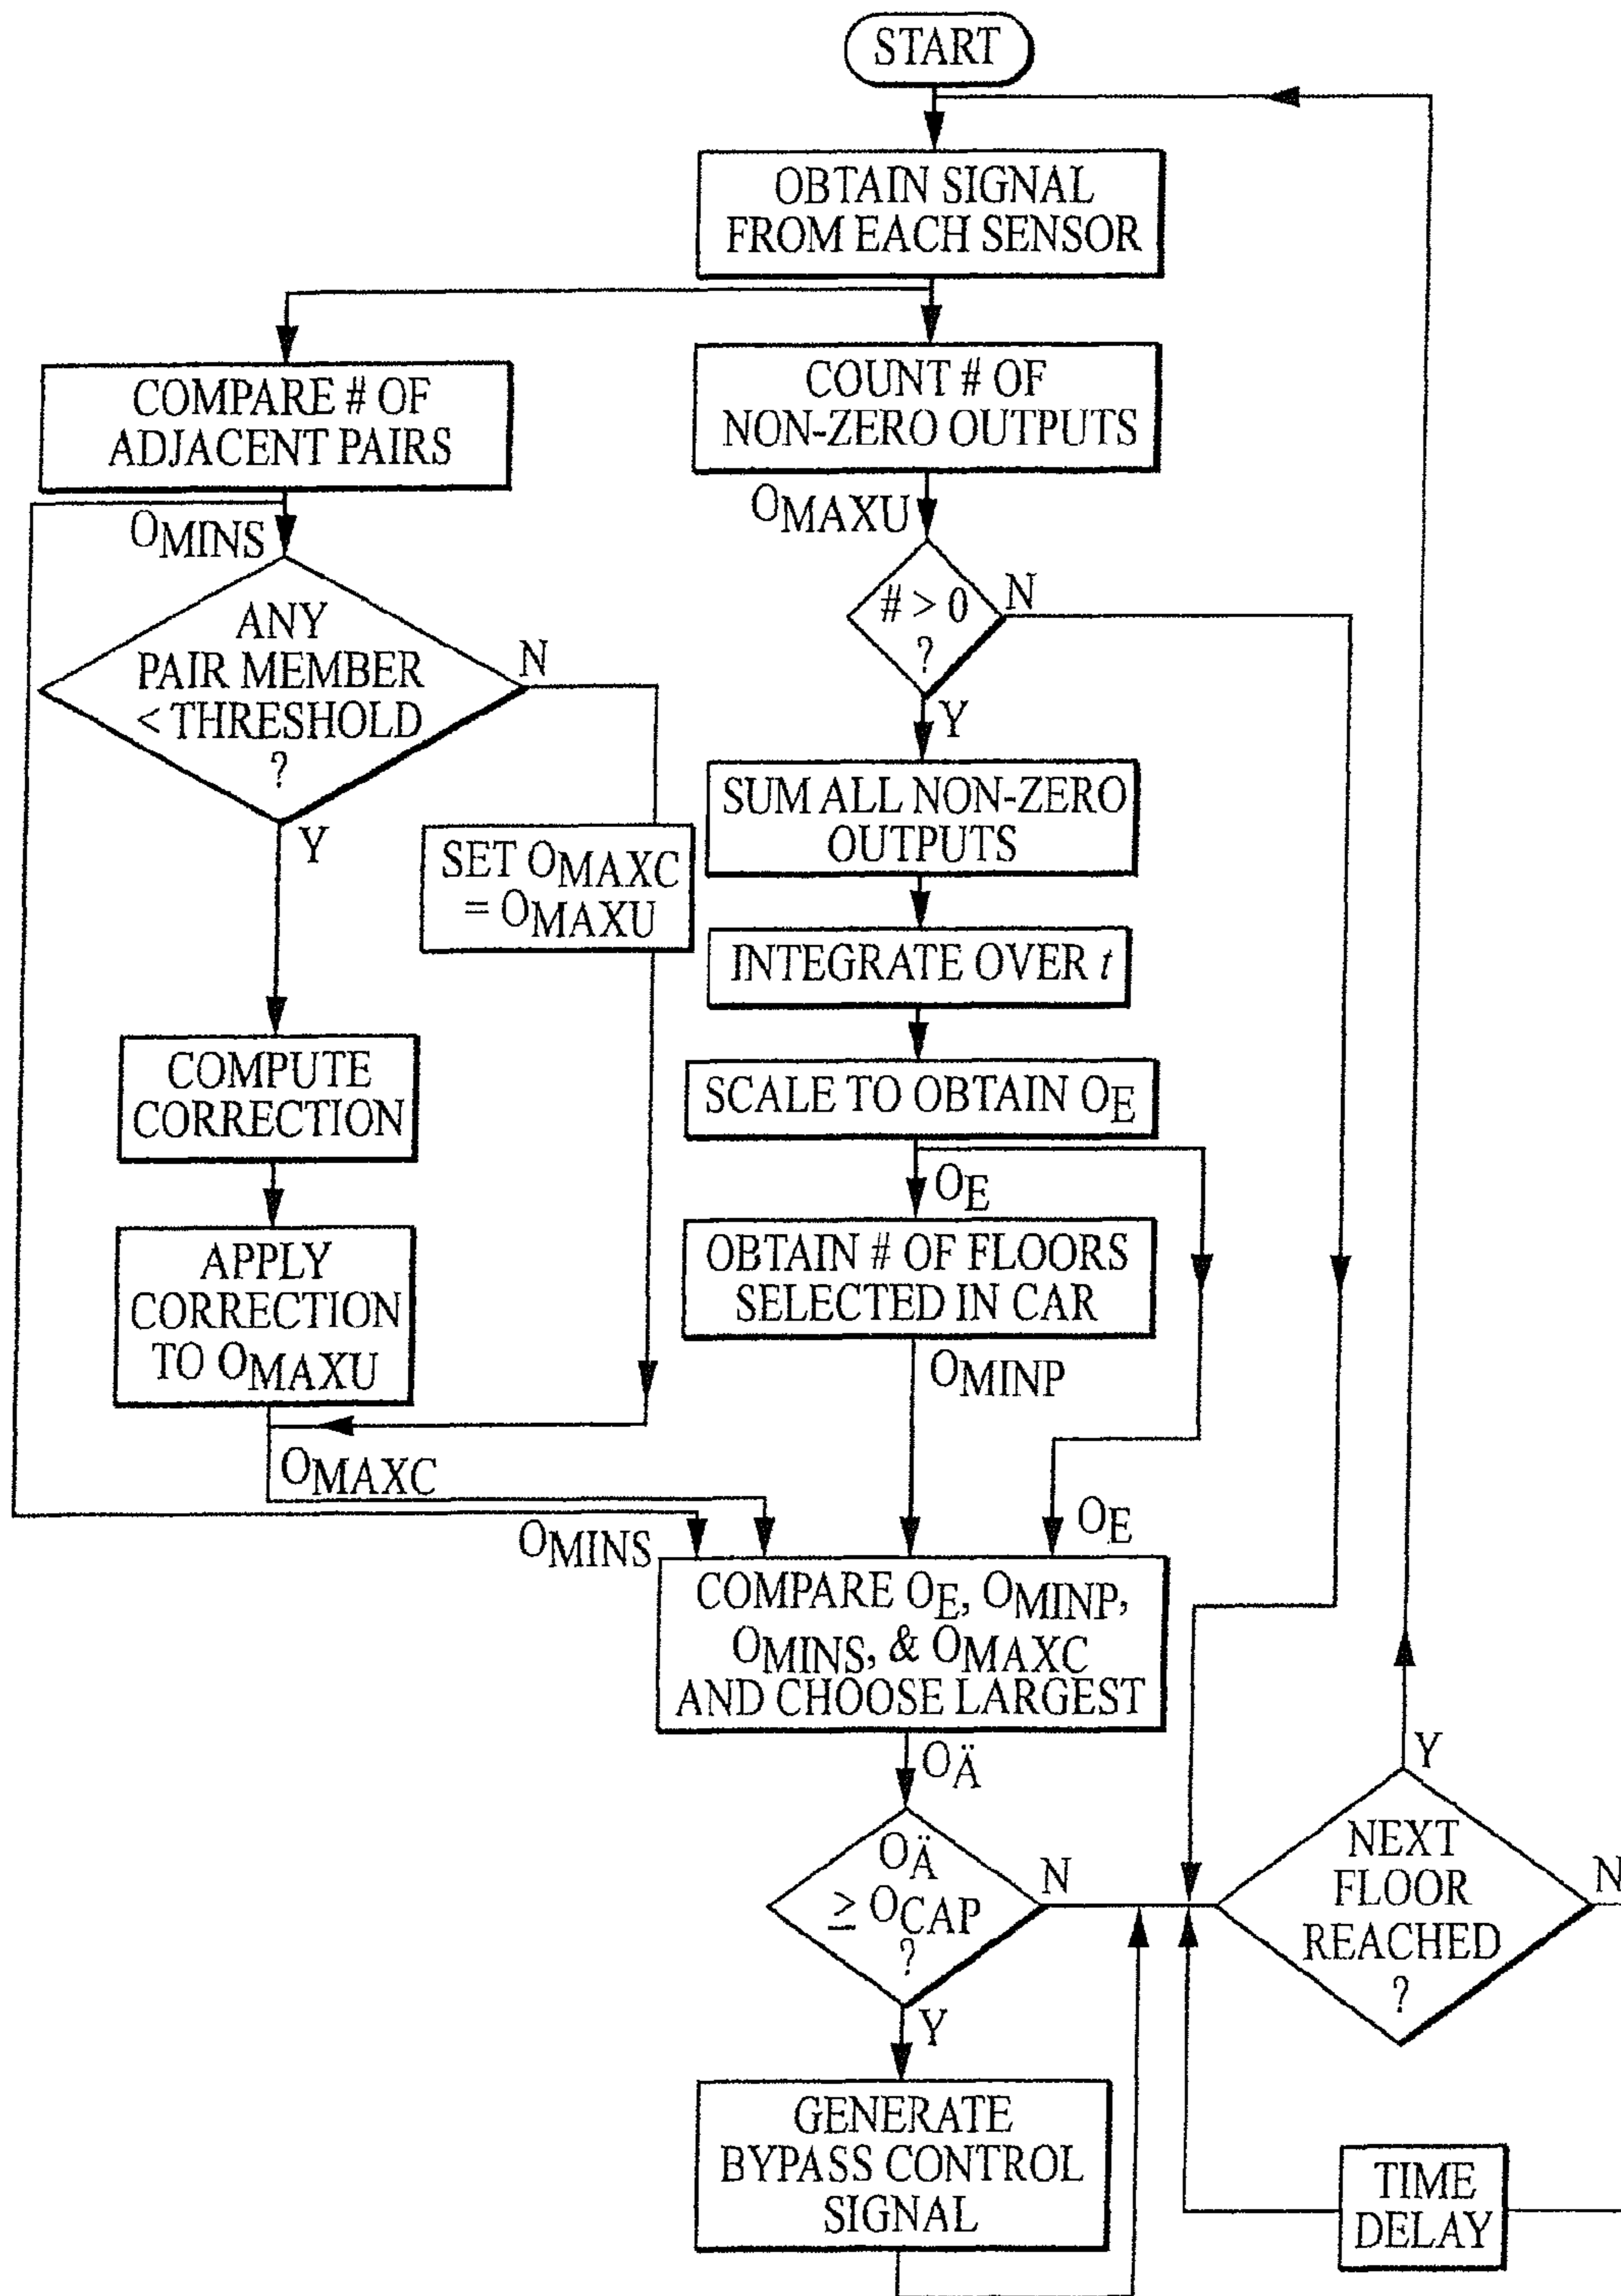 START
OBTAIN SIGNAL
FROM EACH SENSOR
COMPARE # OF
ADJACENT PAIRS
COUNT # OF
NON-ZERO OUTPUTS
OMINS
OMAXU
ANY
PAIR MEMBER
< THRESHOLD
?
N
Y
# > 0
?
N
Y
SET OMAXC
= OMAXU
SUM ALL NON-ZERO
OUTPUTS
INTEGRATE OVER t
COMPUTE
CORRECTION
SCALE TO OBTAIN OE
OE
APPLY
CORRECTION
TO OMAXU
OBTAIN # OF FLOORS
SELECTED IN CAR
OMINP
OMAXC
OMINS
OE
COMPARE OE, OMINP,
OMINS, & OMAXC
AND CHOOSE LARGEST
OÄ
OÄ
≥ OCAP
?
N
Y
NEXT
FLOOR
REACHED
?
Y
N
GENERATE
BYPASS CONTROL
SIGNAL
TIME
DELAY